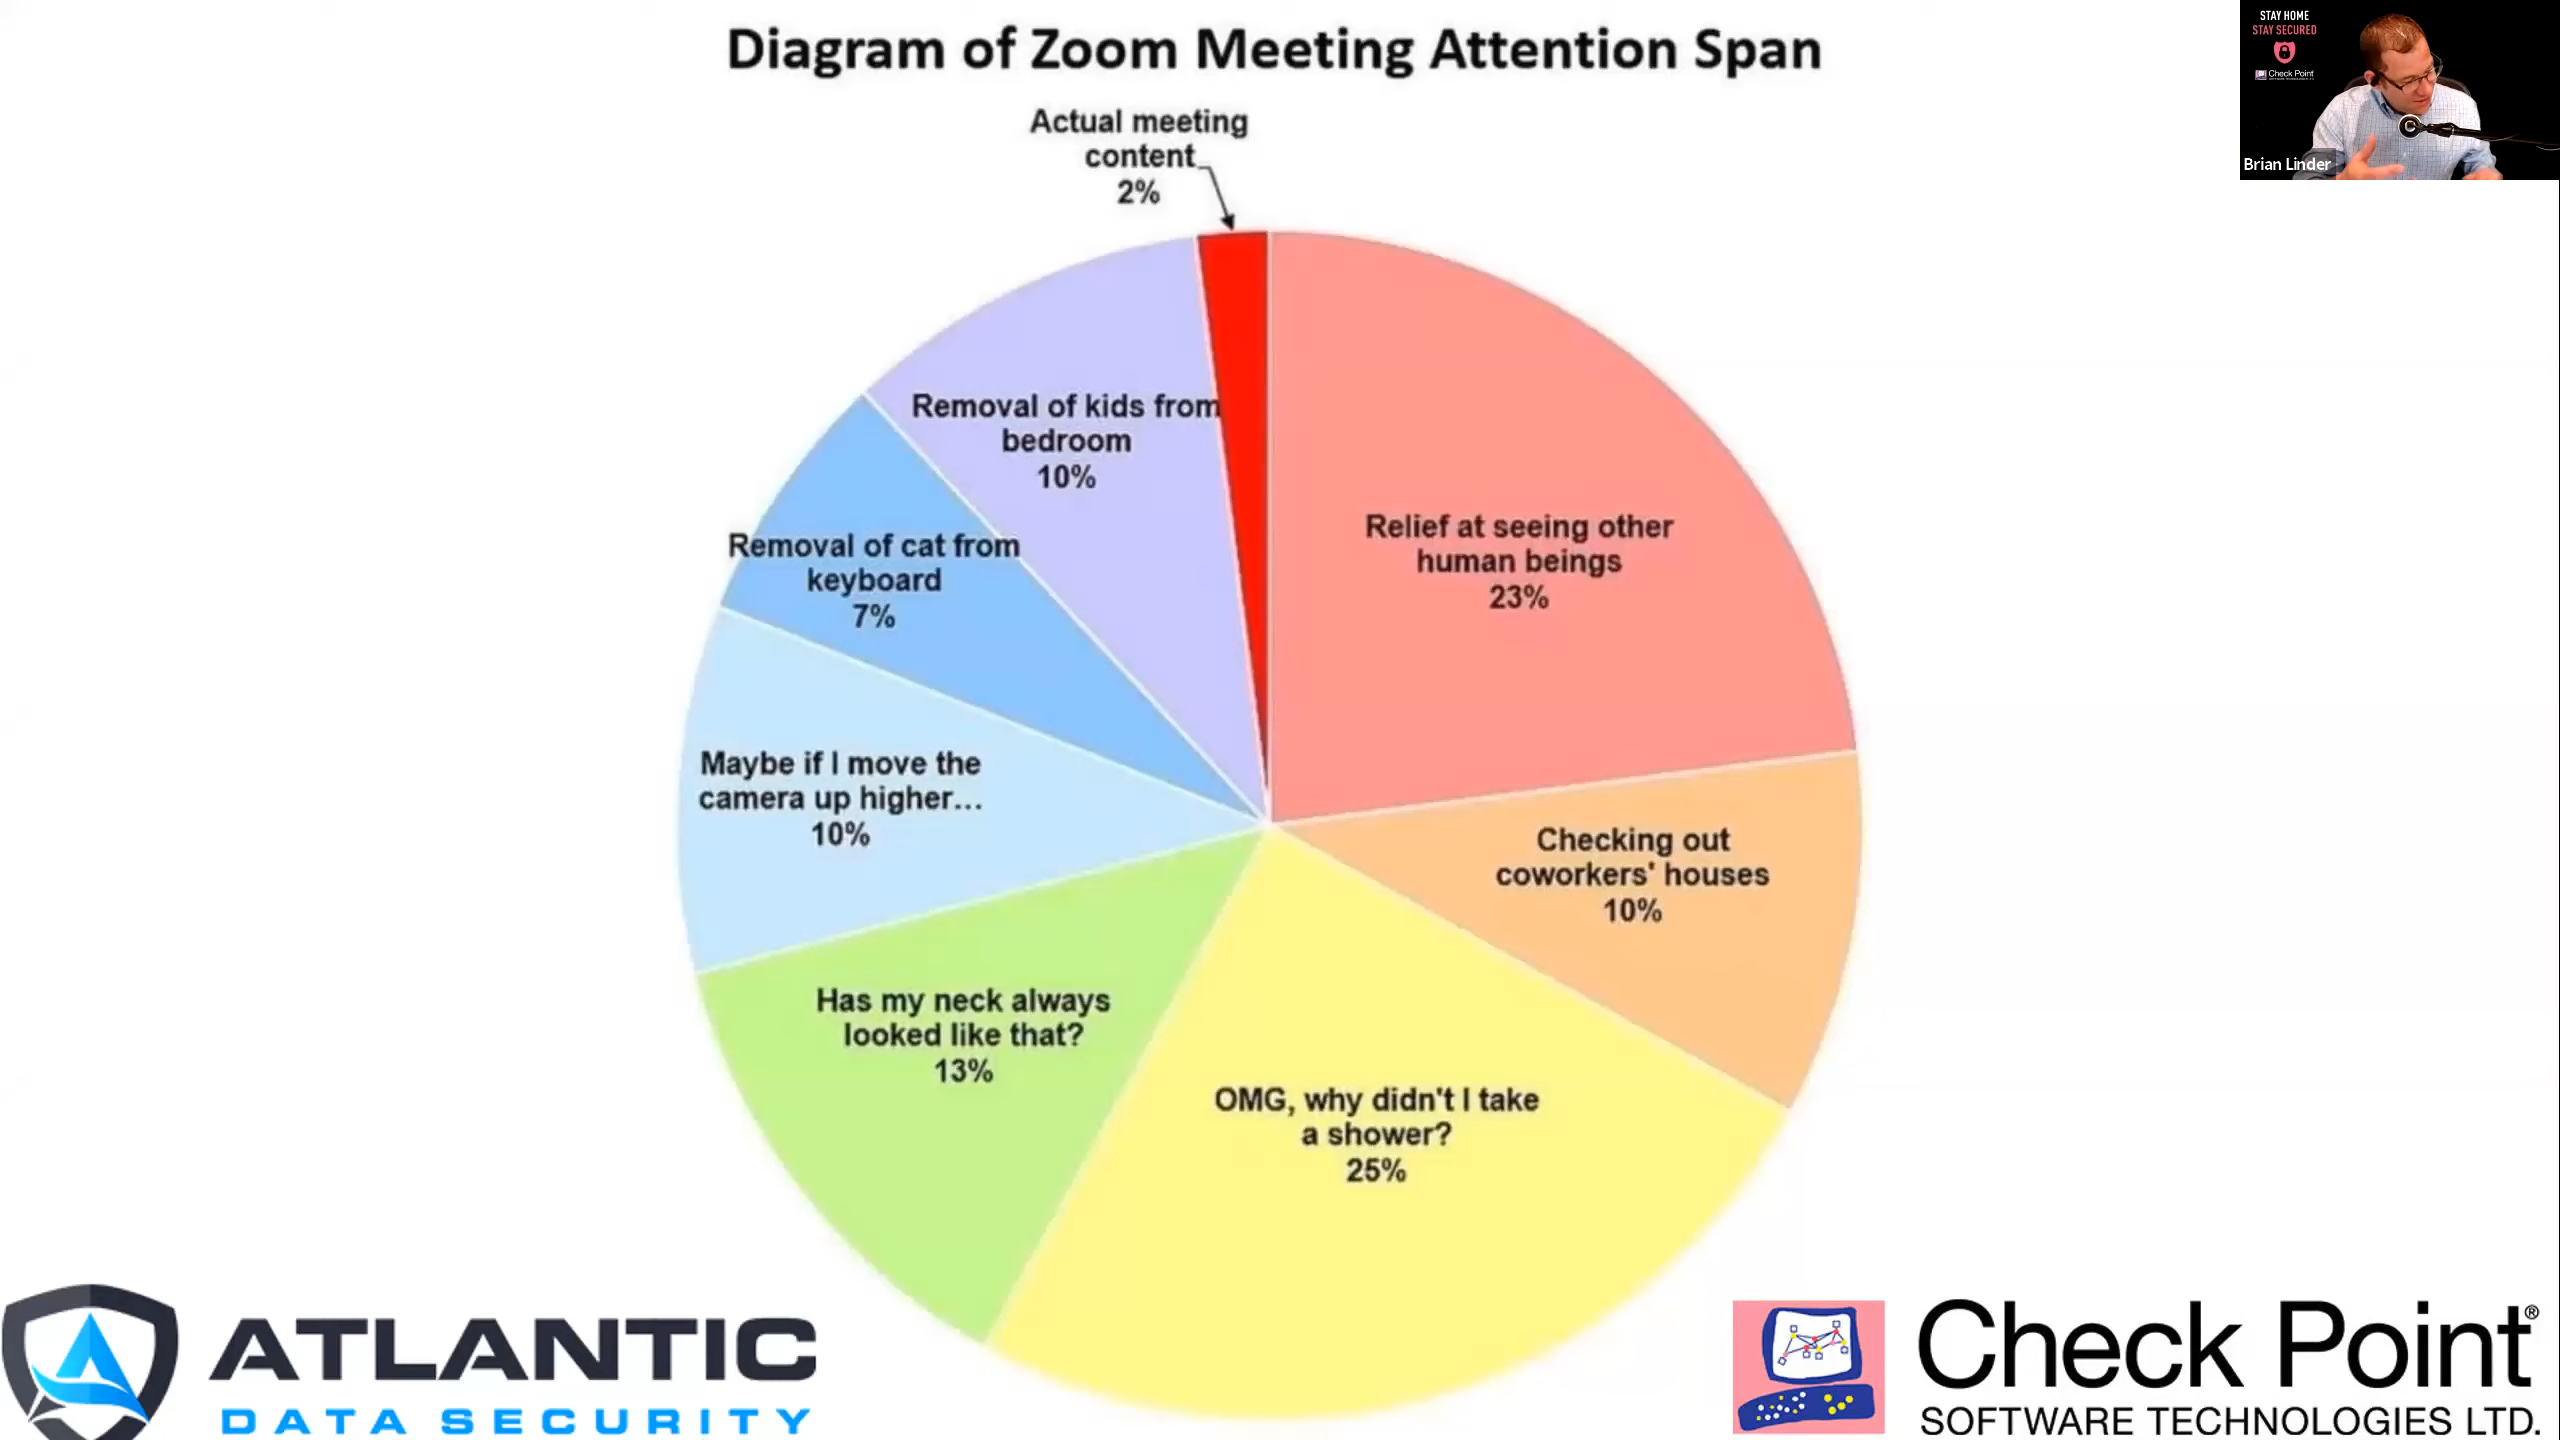 Diagram of Zoom Meeting Attention Span
STAY HOME
STAY SECURED
Check Point
Brian Linder
Actual meeting
content
2%
Relief at seeing other
human beings
23%
Checking out
coworkers' houses
10%
OMG, why didn't I take
a shower?
25%
Has my neck always
looked like that?
13%
Maybe if I move the
camera up higher...
10%
Removal of cat from
keyboard
7%
Removal of kids from
bedroom
10%
ATLANTIC
DATA SECURITY
Check Point®
SOFTWARE TECHNOLOGIES LTD.